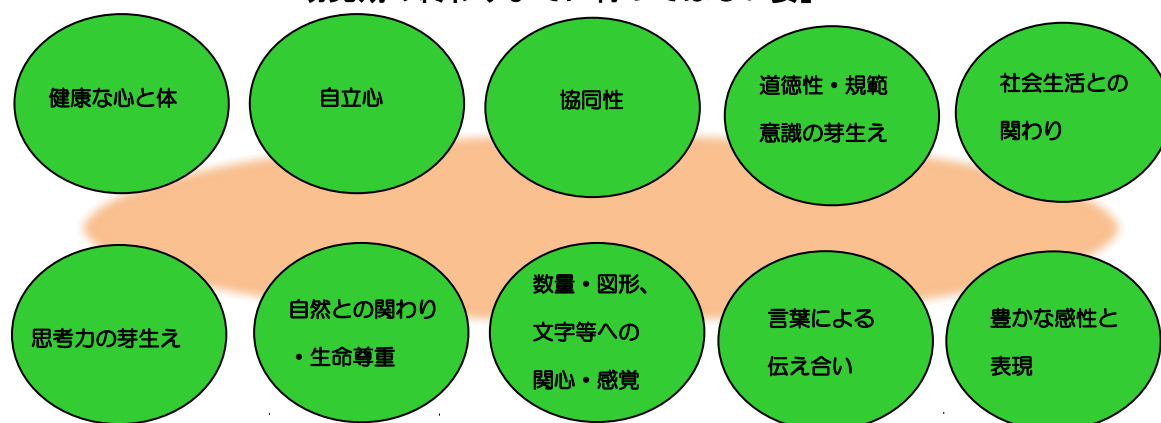 健康な心と体
自立心
協同性
道徳性・規範
意識の芽生え
社会生活との
関わり
思考力の芽生え
自然との関わり
・生命尊重
数量・図形、
文字等への
関心・感覚
言葉による
伝え合い
豊かな感性と
表現